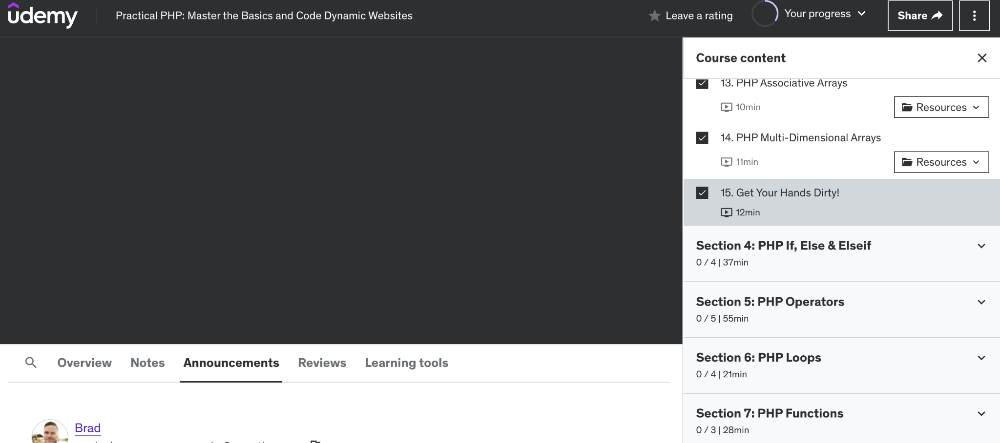 udemy
Practical PHP: Master the Basics and Code Dynamic Websites
Leave a rating
Your progress
Share
Course content
13. PHP Associative Arrays
10min
Resources
14. PHP Multi-Dimensional Arrays
11min
Resources
15. Get Your Hands Dirty!
12min
Section 4: PHP If, Else & Elseif
0 / 4 | 37min
Section 5: PHP Operators
0 / 5 | 55min
Section 6: PHP Loops
0 / 4 | 21min
Section 7: PHP Functions
0 / 3 | 28min
Overview
Notes
Announcements
Reviews
Learning tools
Brad